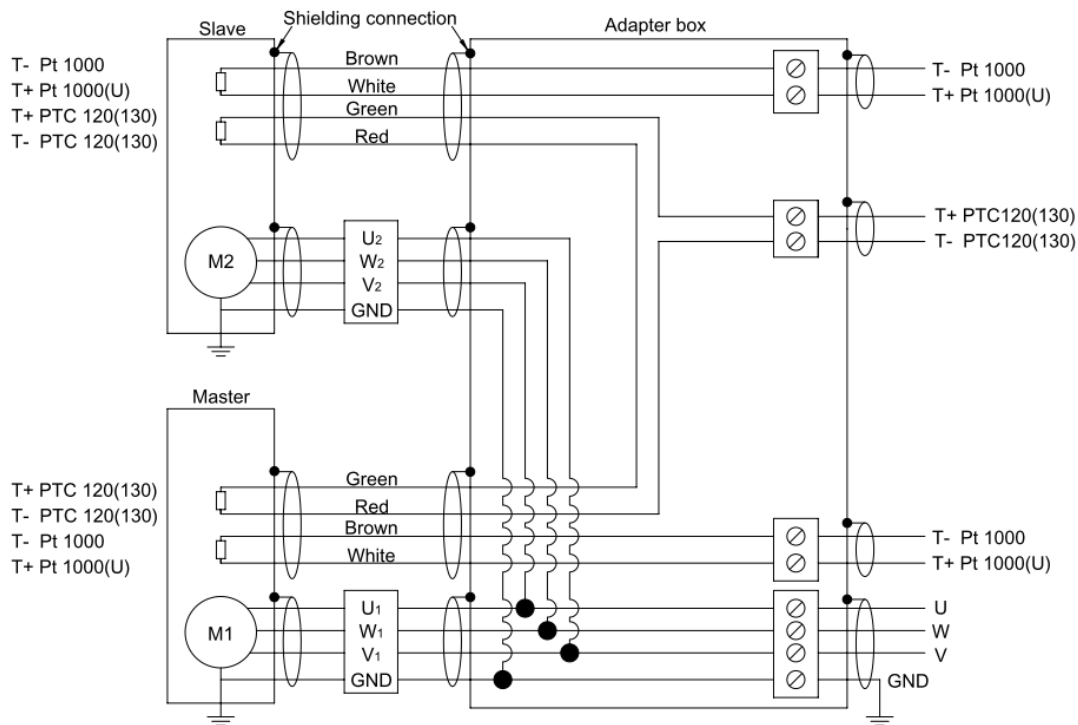 Shielding connection
Slave
Adapter box
T- Pt 1000
T+ Pt 1000(U)
T+ PTC 120(130)
T- PTC 120(130)
Brown
White
Green
Red
T- Pt 1000
T+ Pt 1000(U)
T+ PTC120(130)
T- PTC120(130)
M2
U2
W2
V2
GND
Master
T+ PTC 120(130)
T- PTC 120(130)
T- Pt 1000
T+ Pt 1000(U)
Green
Red
Brown
White
T- Pt 1000
T+ Pt 1000(U)
M1
U1
W1
V1
GND
U
W
V
GND